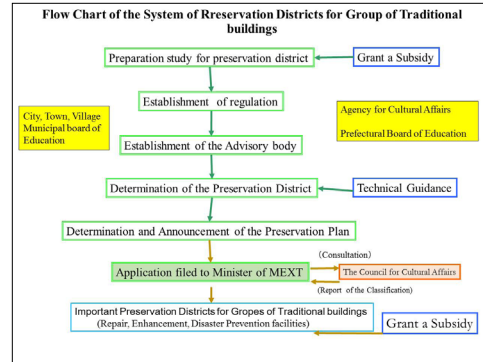 Flow Chart of the System of Rreservation Districts for Group of Traditional
buildings
Preparation study for preservation district
Grant a Subsidy
Establishment of regulation
City, Town, Village
Municipal board of
Education
Agency for Cultural Affairs
Prefectural Board of Education
Establishment of the Advisory body
Determination of the Preservation District
Technical Guidance
Determination and Announcement of the Preservation Plan
(Consultation)
Application filed to Minister of MEXT
The Council for Cultural Affairs
(Report of the Classification)
Important Preservation Districts for Gropes of Traditional buildings
(Repair, Enhancement, Disaster Prevention facilities)
Grant a Subsidy